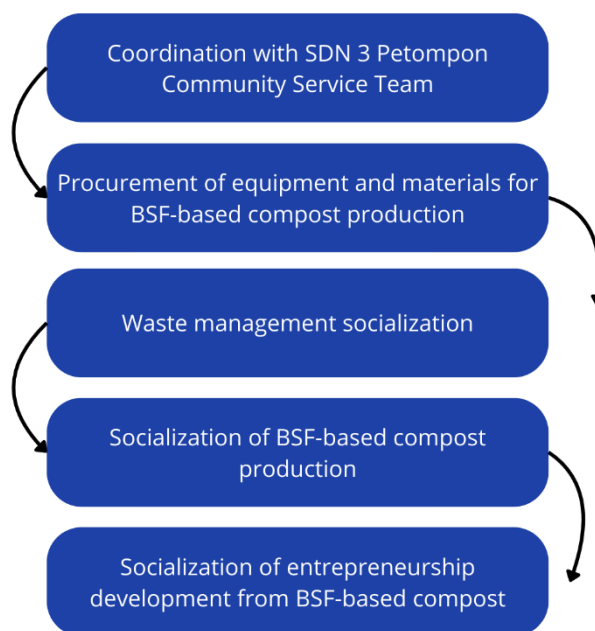 Coordination with SDN 3 Petompon
Community Service Team
Procurement of equipment and materials for
BSF-based compost production
Waste management socialization
Socialization of BSF-based compost
production
Socialization of entrepreneurship
development from BSF-based compost